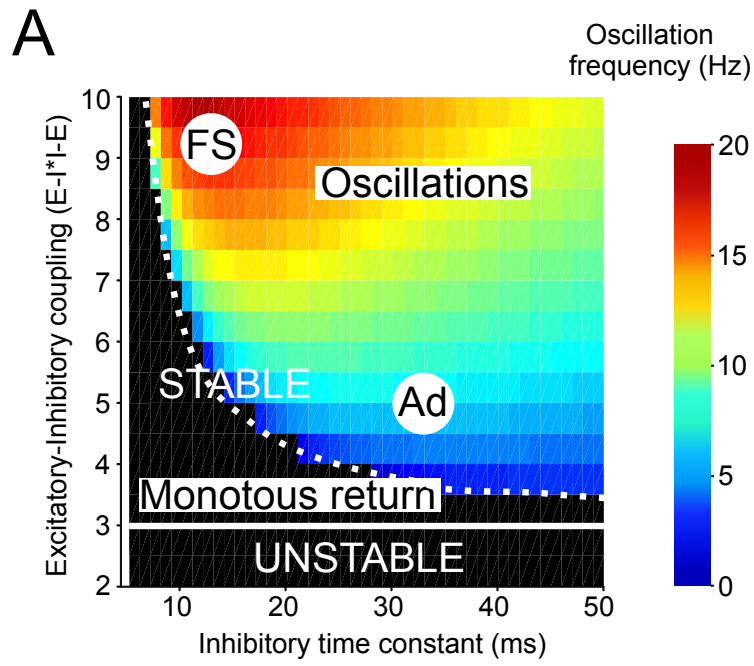 A
Oscillation
frequency (Hz)
Excitatory-Inhibitory coupling (E-I*I-E)
10
9
8
7
6
5
4
3
2
FS
Oscillations
STABLE
Ad
Monotous return
UNSTABLE
10
20
30
40
50
Inhibitory time constant (ms)
20
15
10
5
0